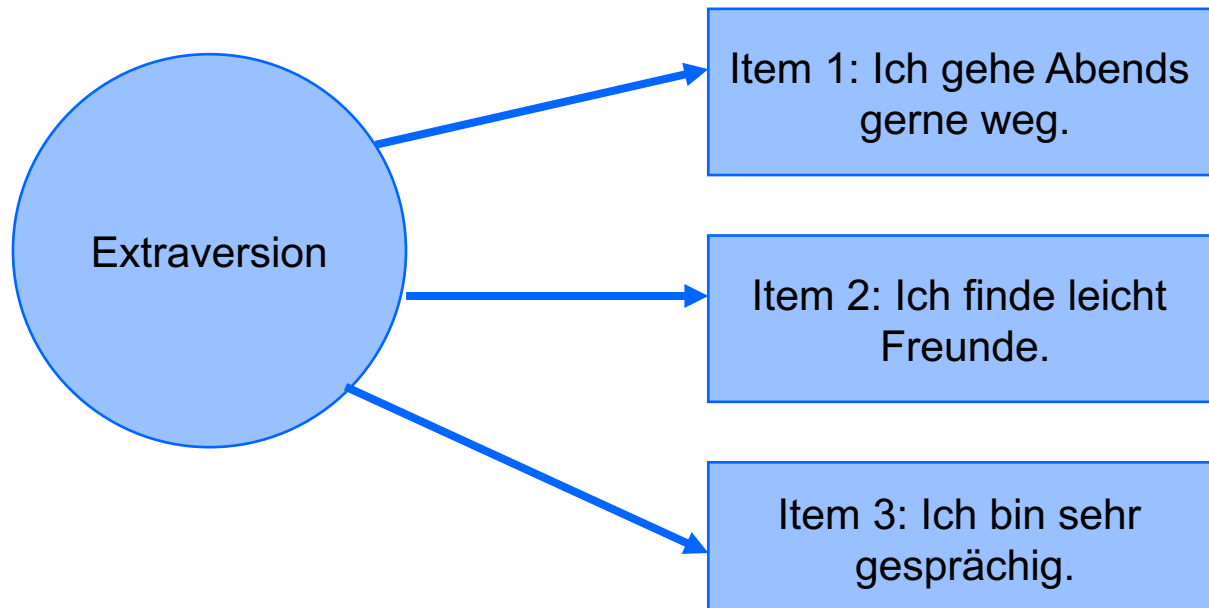 Item 1: Ich gehe Abends
gerne weg.
Extraversion
Item 2: Ich finde leicht
Freunde.
Item 3: Ich bin sehr
gesprächig.